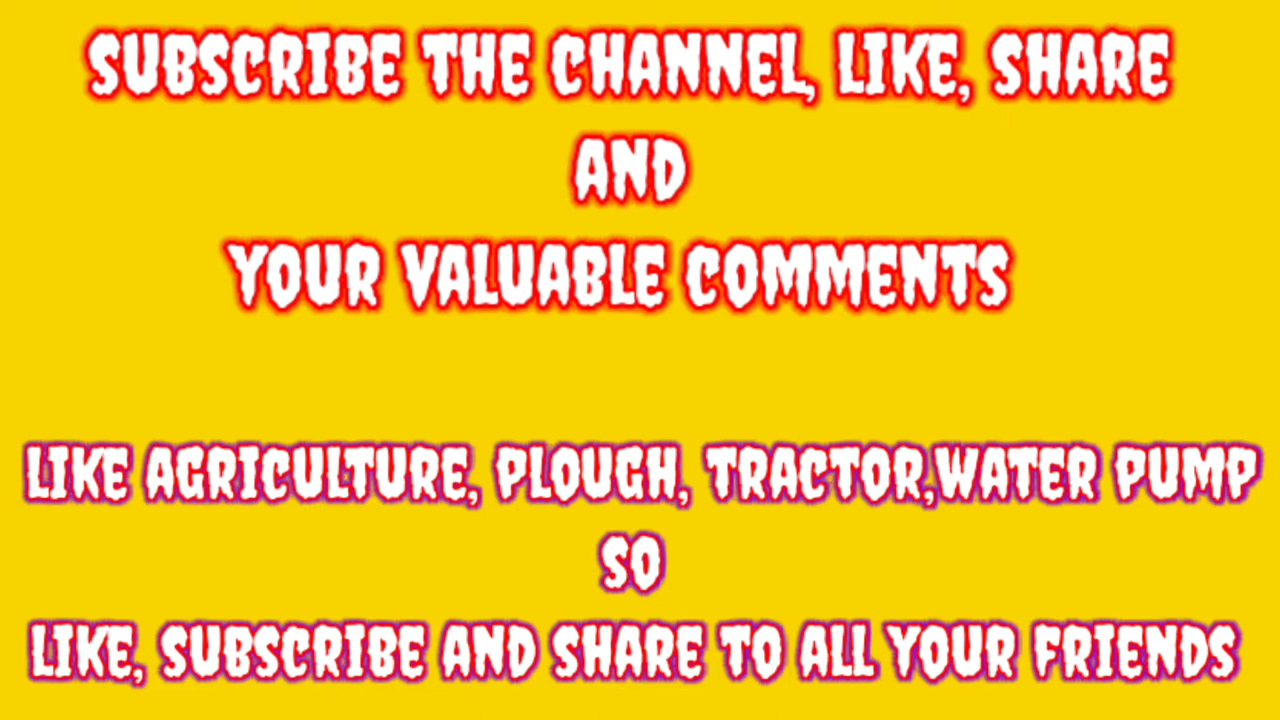 SUBSCRIBE THE CHANNEL, LIKE, SHARE
AND
YOUR VALUABLE COMMENTS
LIKE AGRICULTURE, PLOUGH, TRACTOR,WATER PUMP
SO
LIKE, SUBSCRIBE AND SHARE TO ALL YOUR FRIENDS